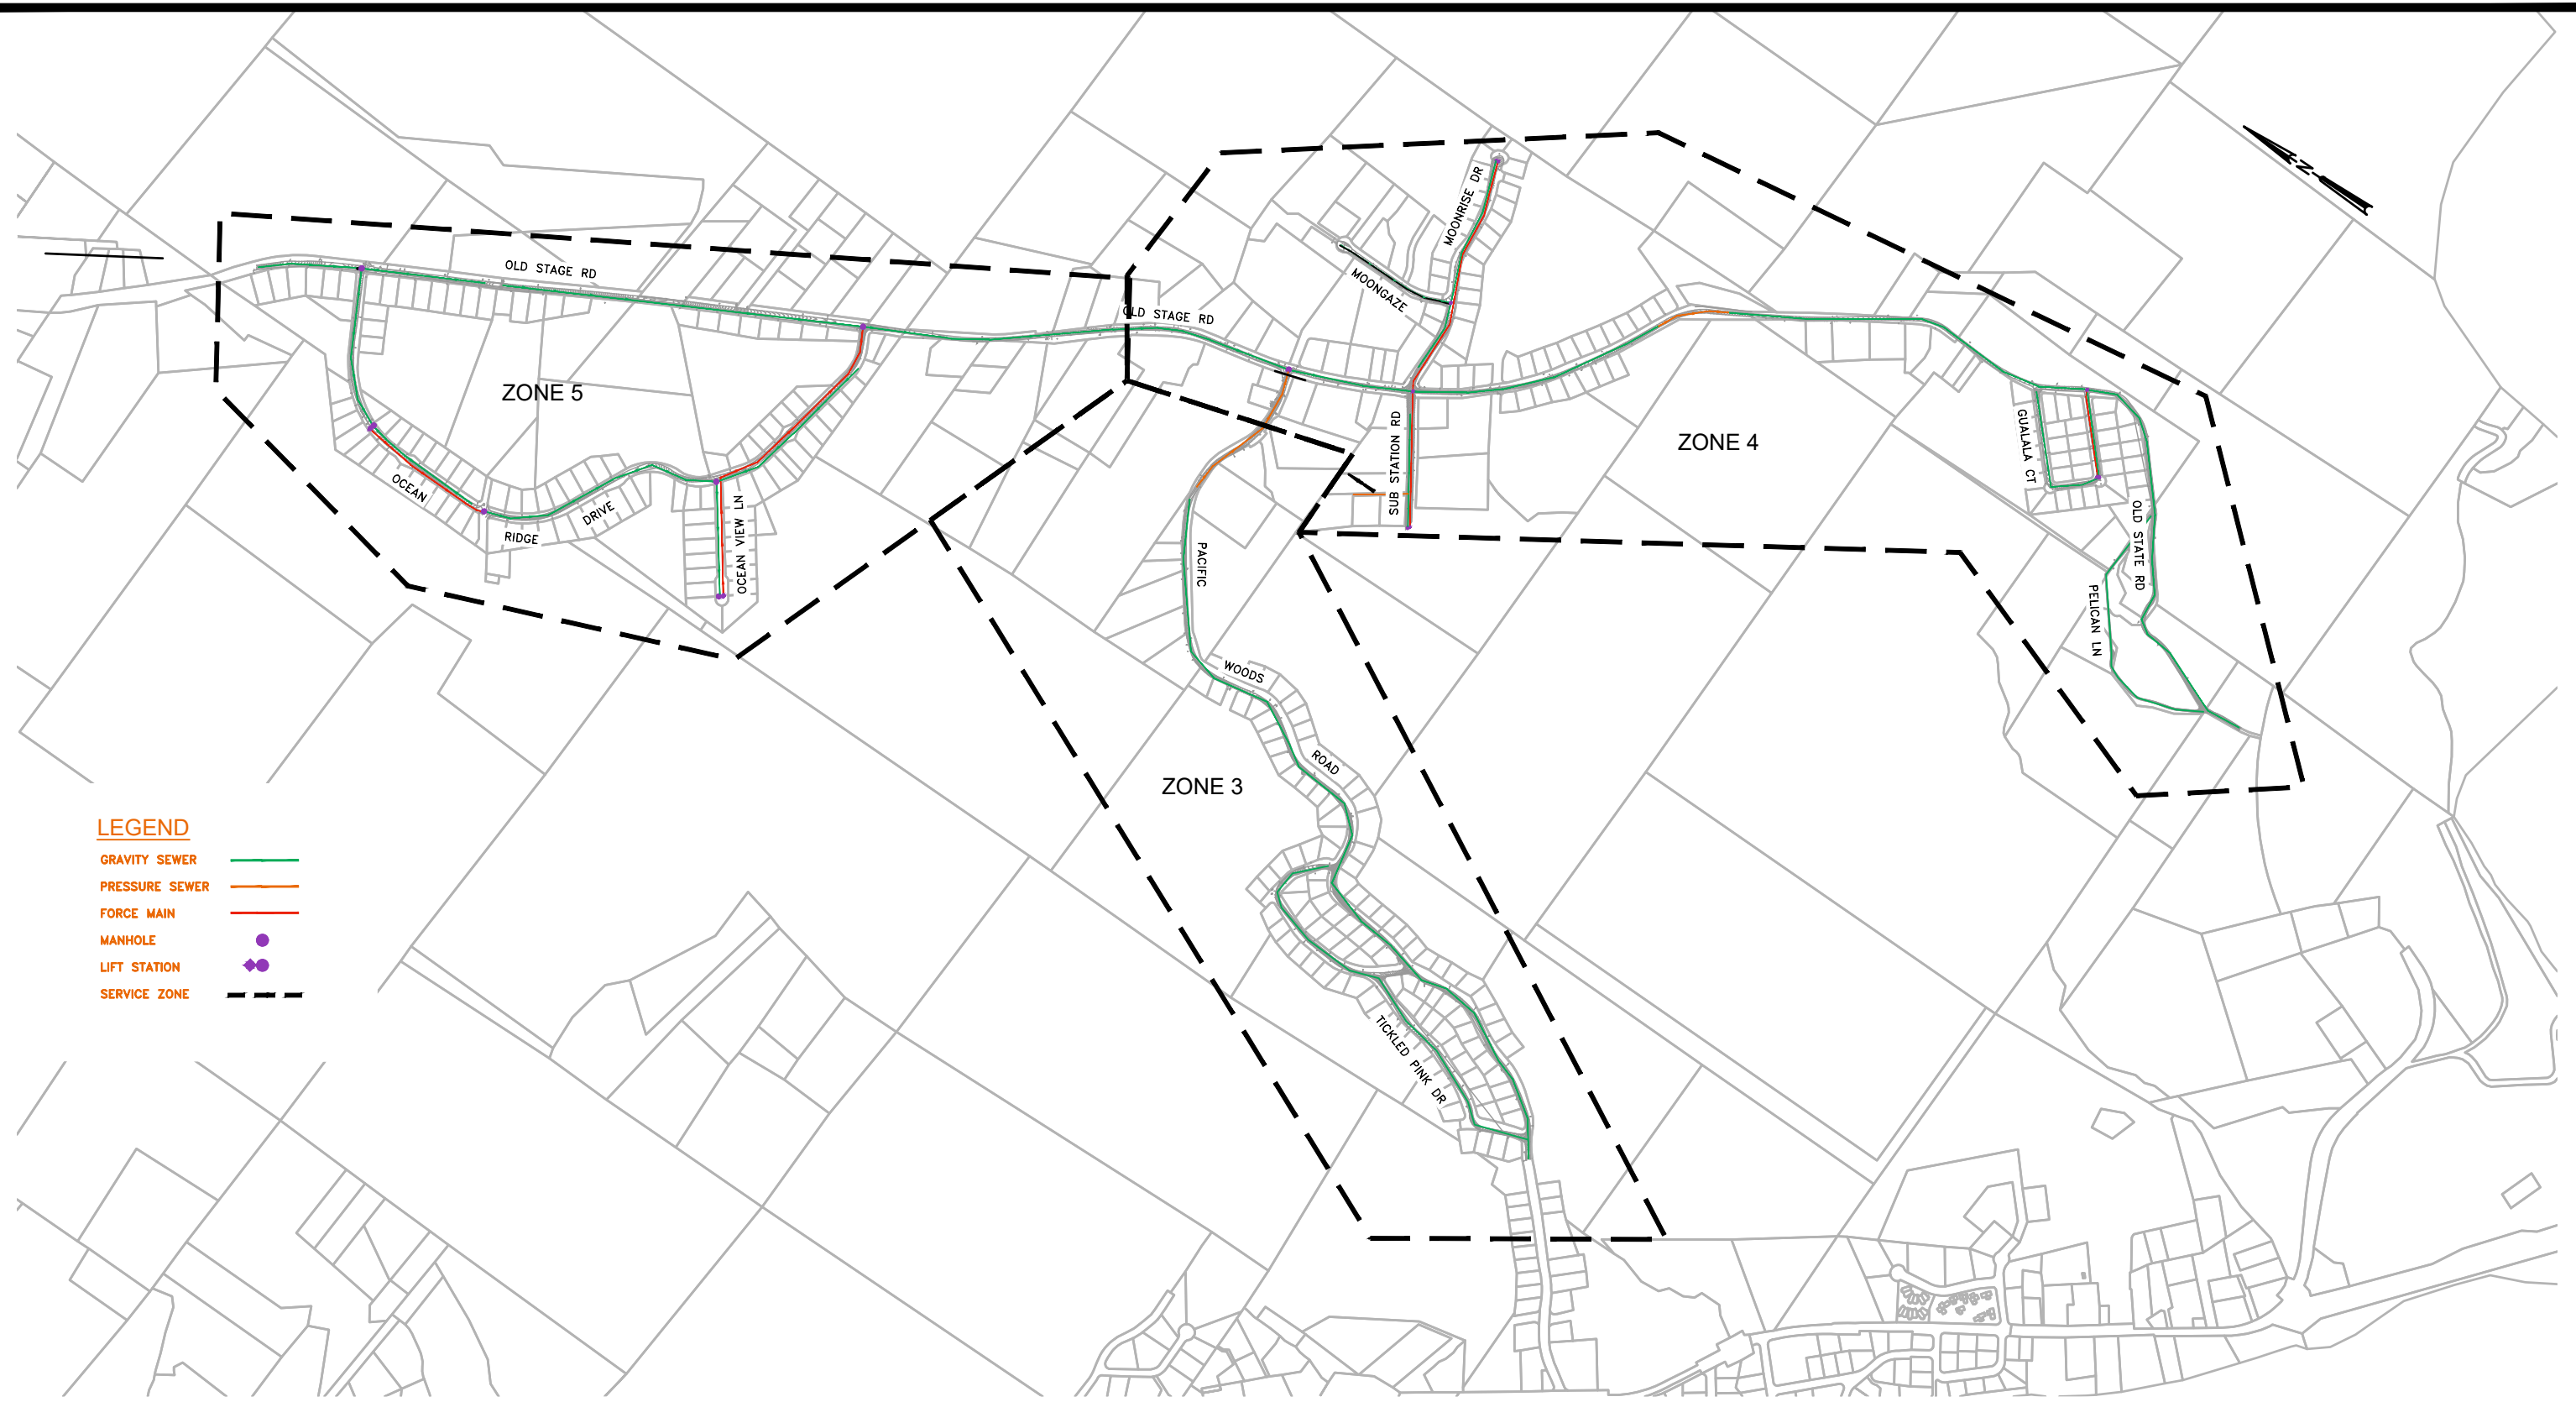 MOONRISE DR
N
OLD STAGE RD
MOONGAZE
OLD STAGE RD
ZONE 5
ZONE 4
SUB STATION RD
GUALALA CT
OCEAN
RIDGE
DRIVE
OCEAN VIEW LN
PACIFIC
OLD STATE RD
PELICAN LN
WOODS
ROAD
ZONE 3
LEGEND
GRAVITY SEWER
PRESSURE SEWER
FORCE MAIN
MANHOLE
LIFT STATION
SERVICE ZONE
TICKLED PINK DR